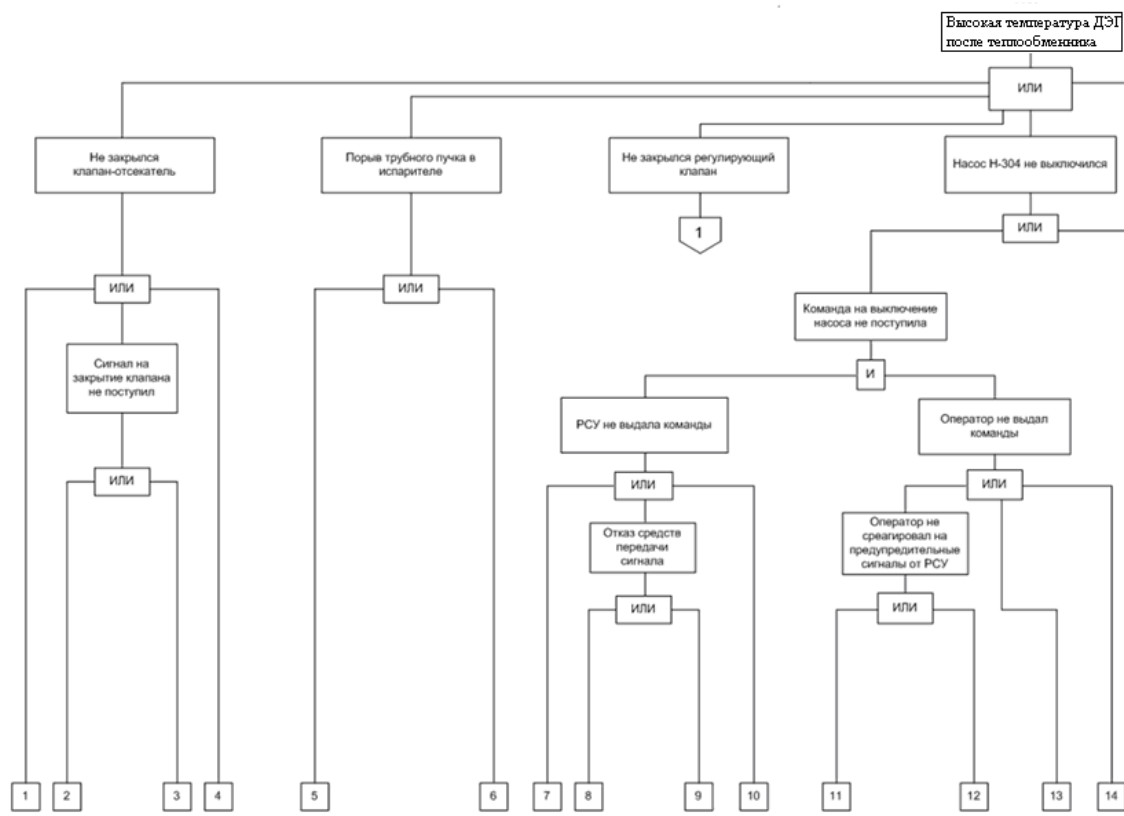 Высокая температура ДЭГ
после теплообменника
ИЛИ
Не закрылся
клапан-отсекатель
Порыв трубного пучка в
испарителе
Не закрылся регулирующий
клапан
Насос Н-304 не выключился
1
ИЛИ
ИЛИ
ИЛИ
Команда на выключение
насоса не поступила
Сигнал на
закрытие клапана
не поступил
И
РСУ не выдала команды
Оператор не выдал
команды
ИЛИ
ИЛИ
ИЛИ
Отказ средств
передачи
сигнала
Оператор не
среагировал на
предупредительные
сигналы от РСУ
ИЛИ
ИЛИ
1
2
3
4
5
6
7
8
9
10
11
12
13
14